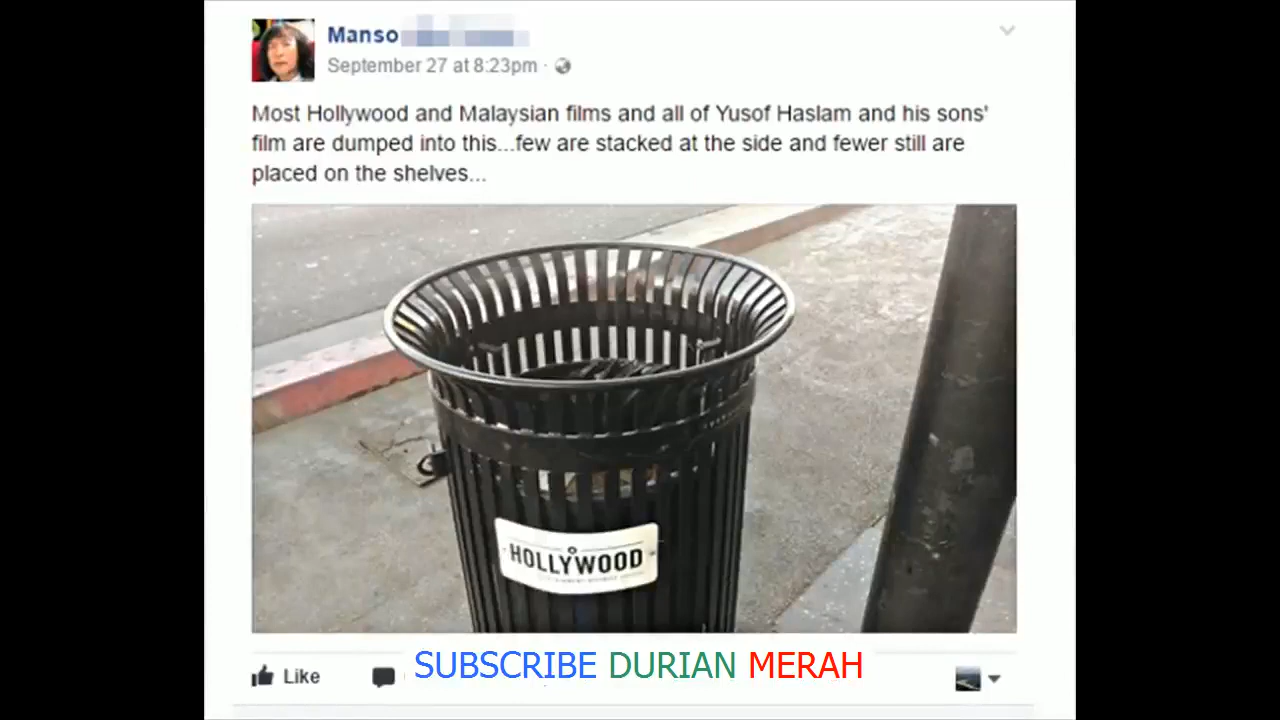 Manso
September 27 at 8:23pm ·
Most Hollywood and Malaysian films and all of Yusof Haslam and his sons'
film are dumped into this...few are stacked at the side and fewer still are
placed on the shelves...
HOLLYWOOD
Like
SUBSCRIBE DURIAN MERAH